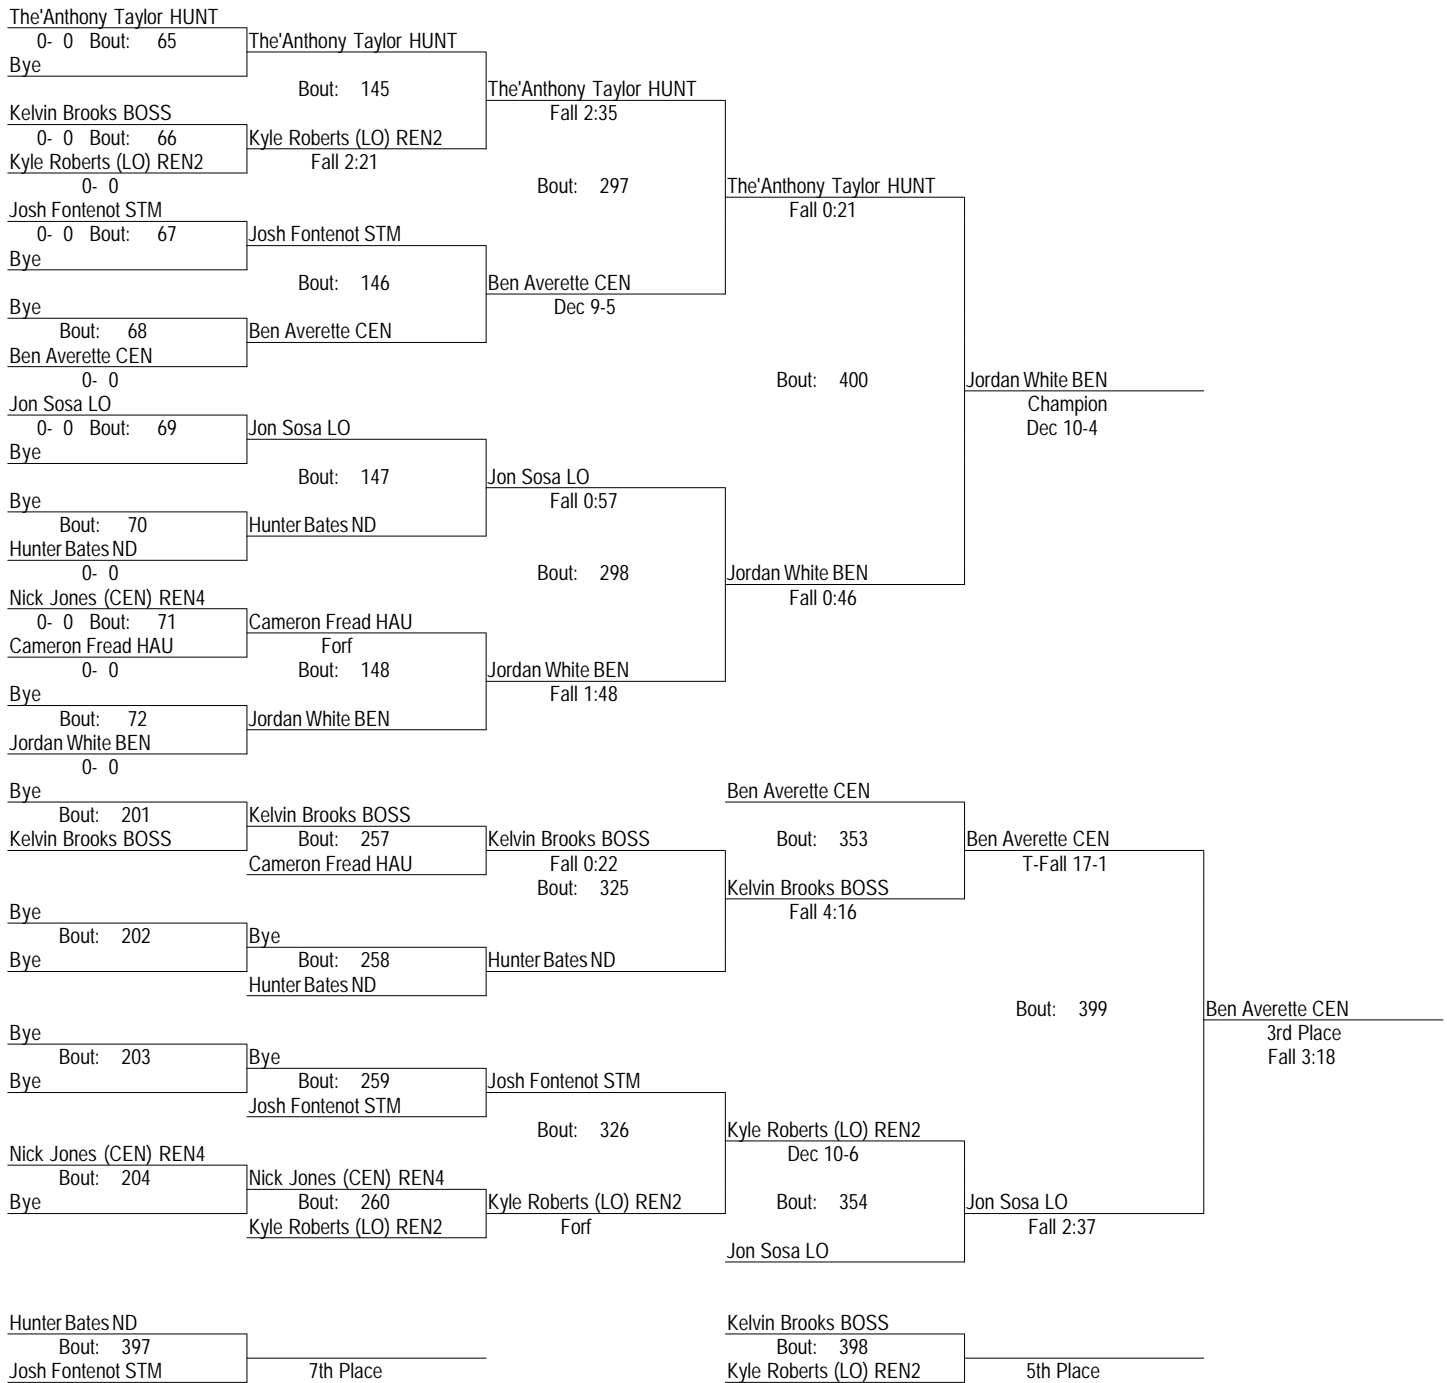 The'Anthony Taylor HUNT
0- 0 Bout: 65 The'Anthony Taylor HUNT
Bye
Bout: 145 The'Anthony Taylor HUNT
Kelvin Brooks BOSS Fall 2:35
0- 0 Bout: 66 Kyle Roberts (LO) REN2
Kyle Roberts (LO) REN2 Fall 2:21
0- 0 Bout: 297 The'Anthony Taylor HUNT
Josh Fontenot STM Fall 0:21
0- 0 Bout: 67 Josh Fontenot STM
Bye
Bout: 146 Ben Averette CEN
Bye Dec 9-5
Bout: 68 Ben Averette CEN
Ben Averette CEN
0- 0 Bout: 400 Jordan White BEN
Jon Sosa LO Champion
0- 0 Bout: 69 Jon Sosa LO Dec 10-4
Bye
Bout: 147 Jon Sosa LO
Bye Fall 0:57
Bout: 70 Hunter Bates ND
Hunter Bates ND
0- 0 Bout: 298 Jordan White BEN
Nick Jones (CEN) REN4 Fall 0:46
0- 0 Bout: 71 Cameron Fread HAU
Cameron Fread HAU Forf
0- 0 Bout: 148 Jordan White BEN
Bye Fall 1:48
Bout: 72 Jordan White BEN
Jordan White BEN
0- 0
Bye Ben Averette CEN
Bout: 201 Kelvin Brooks BOSS
Kelvin Brooks BOSS Bout: 257 Kelvin Brooks BOSS Bout: 353 Ben Averette CEN
Cameron Fread HAU Fall 0:22 T-Fall 17-1
Bout: 325 Kelvin Brooks BOSS
Bye Fall 4:16
Bout: 202 Bye
Bye Bout: 258 Hunter Bates ND
Hunter Bates ND
Bout: 399 Ben Averette CEN
Bye 3rd Place
Bout: 203 Bye Fall 3:18
Bye Bout: 259 Josh Fontenot STM
Josh Fontenot STM
Bout: 326 Kyle Roberts (LO) REN2
Nick Jones (CEN) REN4 Dec 10-6
Bout: 204 Nick Jones (CEN) REN4
Bye Bout: 260 Kyle Roberts (LO) REN2 Bout: 354 Jon Sosa LO
Kyle Roberts (LO) REN2 Forf Fall 2:37
Jon Sosa LO
Hunter Bates ND Kelvin Brooks BOSS
Bout: 397 Bout: 398
Josh Fontenot STM 7th Place Kyle Roberts (LO) REN2 5th Place